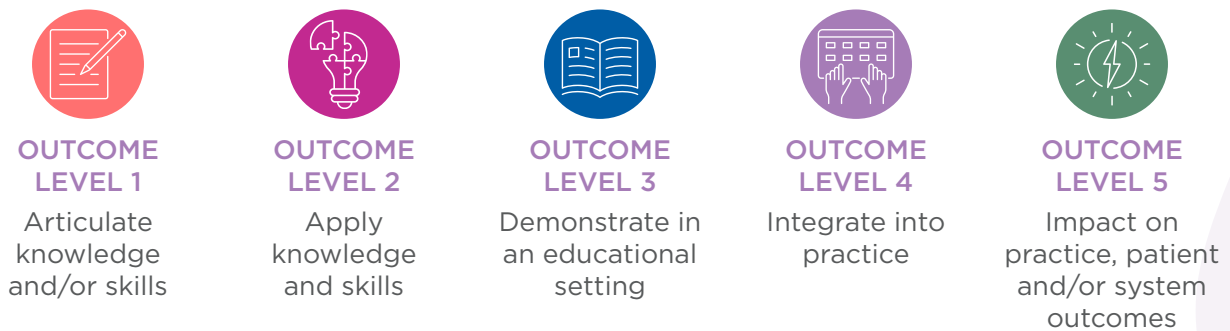 OUTCOME
LEVEL 1
Articulate
knowledge
and/or skills
OUTCOME
LEVEL 2
Apply
knowledge
and skills
OUTCOME
LEVEL 3
Demonstrate in
an educational
setting
OUTCOME
LEVEL 4
Integrate into
practice
OUTCOME
LEVEL 5
Impact on
practice, patient
and/or system
outcomes